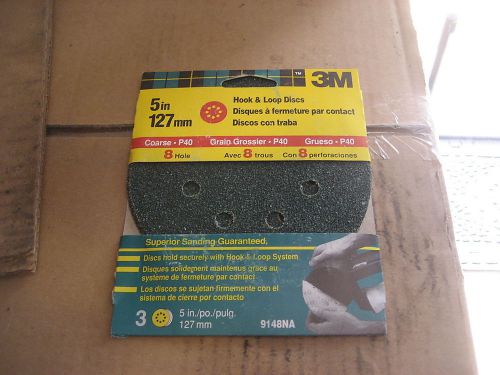 ™ 3M
5in
127mm
Hook & Loop Discs
Disques à fermeture par contact
Discos con traba
Coarse - P40 Grain Grossier - P40 Grueso - P40
8 Hole Avec 8 trous Con 8 perforaciones
Superior Sanding Guaranteed.
Discs hold securely with Hook & Loop System
Disques solidement maintenus grâce au
système de fermeture par contact
Los discos se sujetan firmemente con el
sistema de cierre por contacto
3 5 in./po./pulg.
127 mm 9148NA